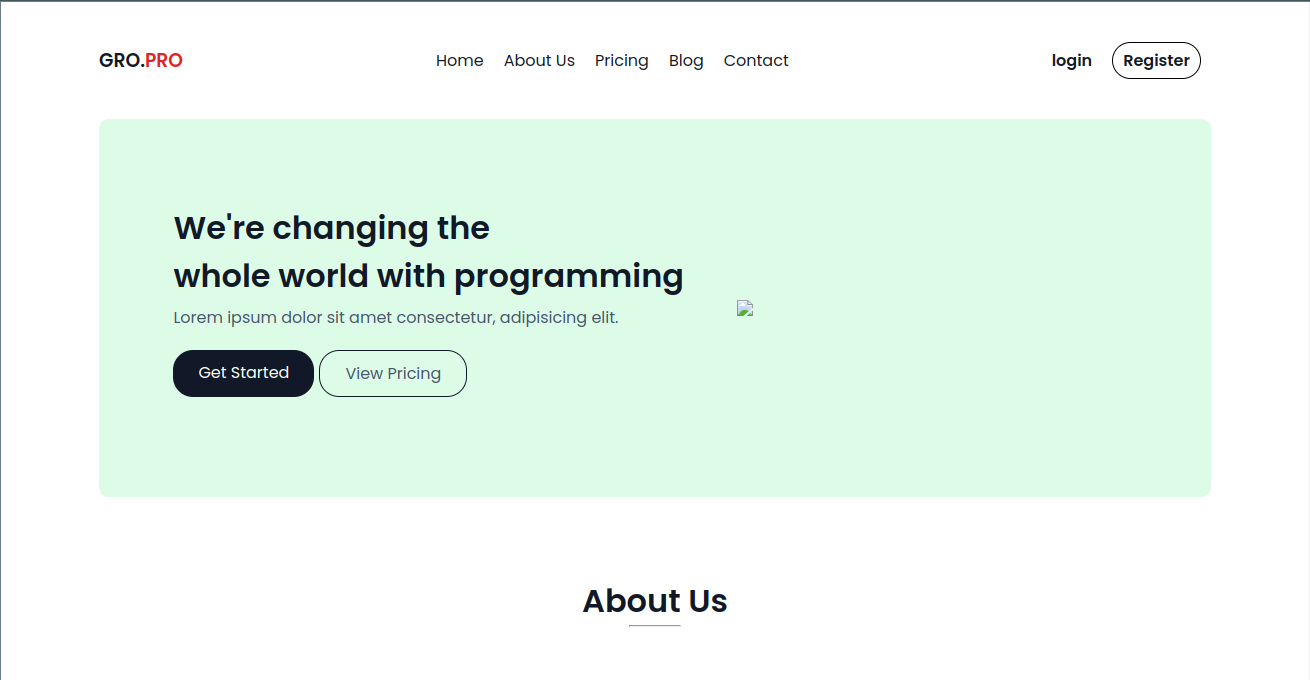 GRO.PRO
Home About Us Pricing Blog Contact
login Register
We're changing the
whole world with programming
Lorem ipsum dolor sit amet consectetur, adipisicing elit.
Get Started View Pricing
About Us